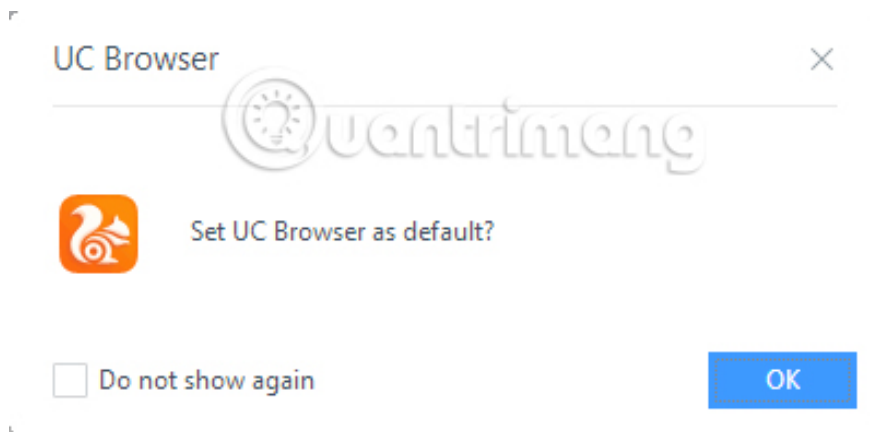 UC Browser
Quantrimang
Set UC Browser as default?
Do not show again
OK